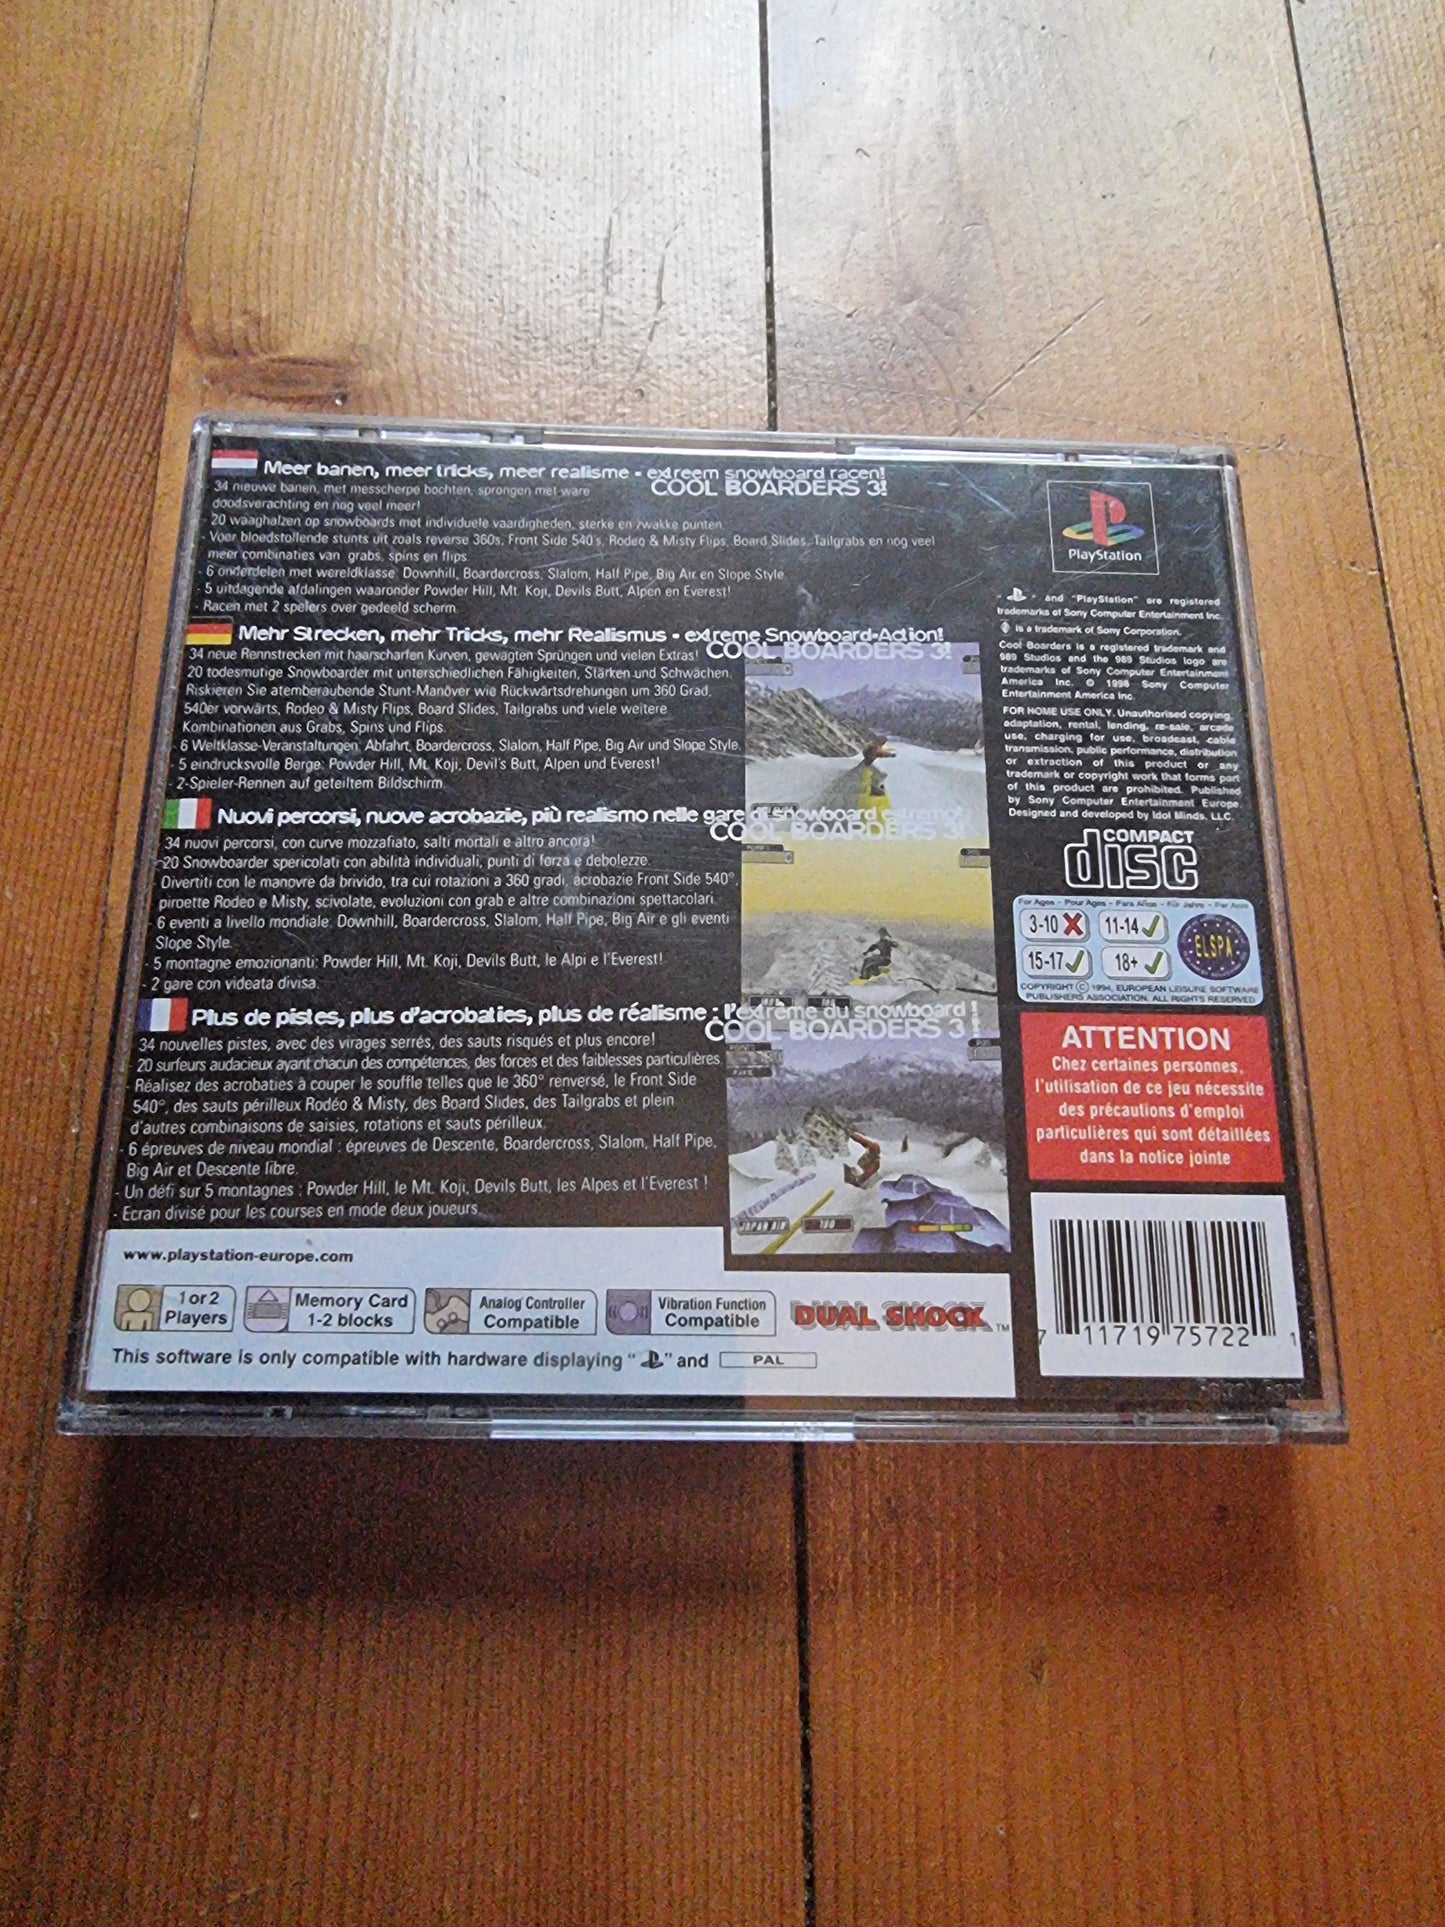 Meer banen, meer tricks, meer realisme - extreem snowboard racen!
COOL BOARDERS 3!
- 34 nieuwe banen, met messcherpe bochten, sprongen met ware
doodsverachting en nog veel meer!
- 20 waaghalzen op snowboards met individuele vaardigheden, sterke en zwakke punten.
- Voer bloedstollende stunts uit zoals reverse 360s, Front Side 540's, Rodeo & Misty Flips, Board Slides, Tailgrabs en nog veel
meer combinaties van grabs, spins en flips.
- 6 onderdelen met wereldklasse: Downhill, Boardercross, Slalom, Half Pipe, Big Air en Slope Style.
- 5 uitdagende afdalingen waaronder Powder Hill, Mt. Koji, Devils Butt, Alpen en Everest!
- Racen met 2 spelers over gedeeld scherm.
Mehr Strecken, mehr Tricks, mehr Realismus - extreme Snowboard-Action!
COOL BOARDERS 3!
34 neue Rennstrecken mit haarscharfen Kurven, gewagten Sprüngen und vielen Extras!
20 todesmutige Snowboarder mit unterschiedlichen Fähigkeiten, Stärken und Schwächen.
Riskieren Sie atemberaubende Stunt-Manöver wie Rückwärtsdrehungen um 360 Grad,
540er vorwärts, Rodeo & Misty Flips, Board Slides, Tailgrabs und viele weitere
Kombinationen aus Grabs, Spins und Flips.
- 6 Weltklasse-Veranstaltungen: Abfahrt, Boardercross, Slalom, Half Pipe, Big Air und Slope Style.
- 5 eindrucksvolle Berge: Powder Hill, Mt. Koji, Devil's Butt, Alpen und Everest!
- 2-Spieler-Rennen auf geteiltem Bildschirm.
Nuovi percorsi, nuove acrobazie, più realismo nelle gare di snowboard estremo!
COOL BOARDERS 3!
34 nuovi percorsi, con curve mozzafiato, salti mortali e altro ancora!
- 20 Snowboarder spericolati con abilità individuali, punti di forza e debolezze.
Divertiti con le manovre da brivido, tra cui rotazioni a 360 gradi, acrobazie Front Side 540°,
piroette Rodeo e Misty, scivolate, evoluzioni con grab e altre combinazioni spettacolari.
- 6 eventi a livello mondiale: Downhill, Boardercross, Slalom, Half Pipe, Big Air e gli eventi
Slope Style.
- 5 montagne emozionanti: Powder Hill, Mt. Koji, Devils Butt, le Alpi e l'Everest!
- 2 gare con videata divisa.
Plus de pistes, plus d'acrobaties, plus de réalisme - l'extrême du snowboard !
COOL BOARDERS 3 !
34 nouvelles pistes, avec des virages serrés, des sauts risqués et plus encore!
20 surfeurs audacieux ayant chacun des compétences, des forces et des faiblesses particulières.
- Réalisez des acrobaties à couper le souffle telles que le 360° renversé, le Front Side
540°, des sauts périlleux Rodéo & Misty, des Board Slides, des Tailgrabs et plein
d'autres combinaisons de saisies, rotations et sauts périlleux.
- 6 épreuves de niveau mondial : épreuves de Descente, Boardercross, Slalom, Half Pipe,
Big Air et Descente libre.
- Un défi sur 5 montagnes : Powder Hill, le Mt. Koji, Devils Butt, les Alpes et l'Everest !
- Ecran divisé pour les courses en mode deux joueurs.
JAPAN AIR
www.playstation-europe.com
1 or 2
Players
Memory Card
1-2 blocks
Analog Controller
Compatible
Vibration Function
Compatible
DUAL SHOCK TM
This software is only compatible with hardware displaying " " and PAL
PlayStation
" " and "PlayStation" are registered
trademarks of Sony Computer Entertainment Inc.
is a trademark of Sony Corporation.
Cool Boarders is a registered trademark and
989 Studios and the 989 Studios logo are
trademarks of Sony Computer Entertainment
America Inc. © 1998 Sony Computer
Entertainment America Inc.
FOR HOME USE ONLY. Unauthorised copying,
adaptation, rental, lending, re-sale, arcade
use, charging for use, broadcast, cable
transmission, public performance, distribution
or extraction of this product or any
trademark or copyright work that forms part
of this product are prohibited. Published
by Sony Computer Entertainment Europe.
Designed and developed by Idol Minds, LLC.
COMPACT
disc
For Ages - Pour Ages - Para Años - Für Jahre - Per Anni
3-10 11-14
15-17 18+
ELSPA
COPYRIGHT © 1994, EUROPEAN LEISURE SOFTWARE
PUBLISHERS ASSOCIATION. ALL RIGHTS RESERVED
ATTENTION
Chez certaines personnes,
l'utilisation de ce jeu nécessite
des précautions d'emploi
particulières qui sont détaillées
dans la notice jointe
7 11719 75722 1